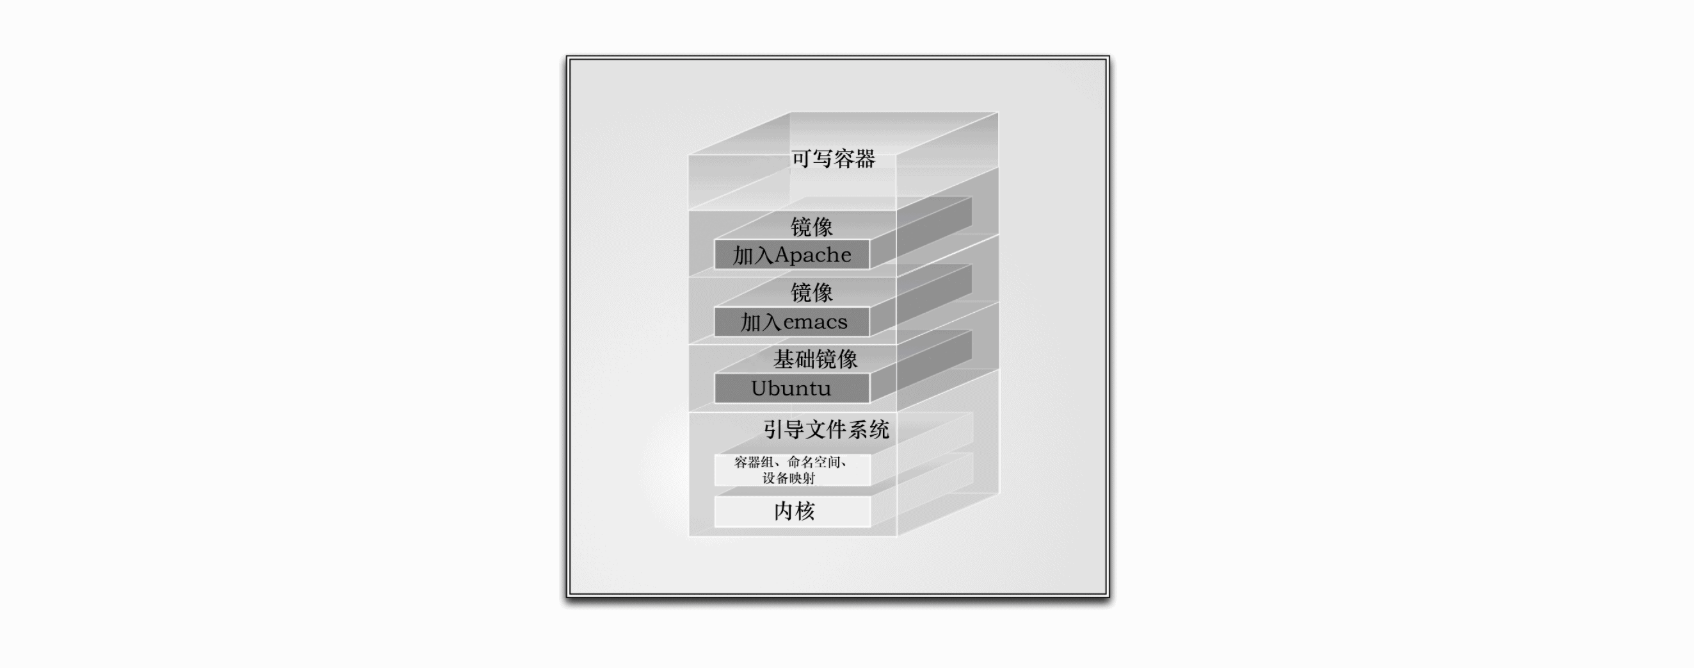 可写容器
镜像
加入Apache
镜像
加入emacs
基础镜像
Ubuntu
引导文件系统
容器组、命名空间、
设备映射
内核